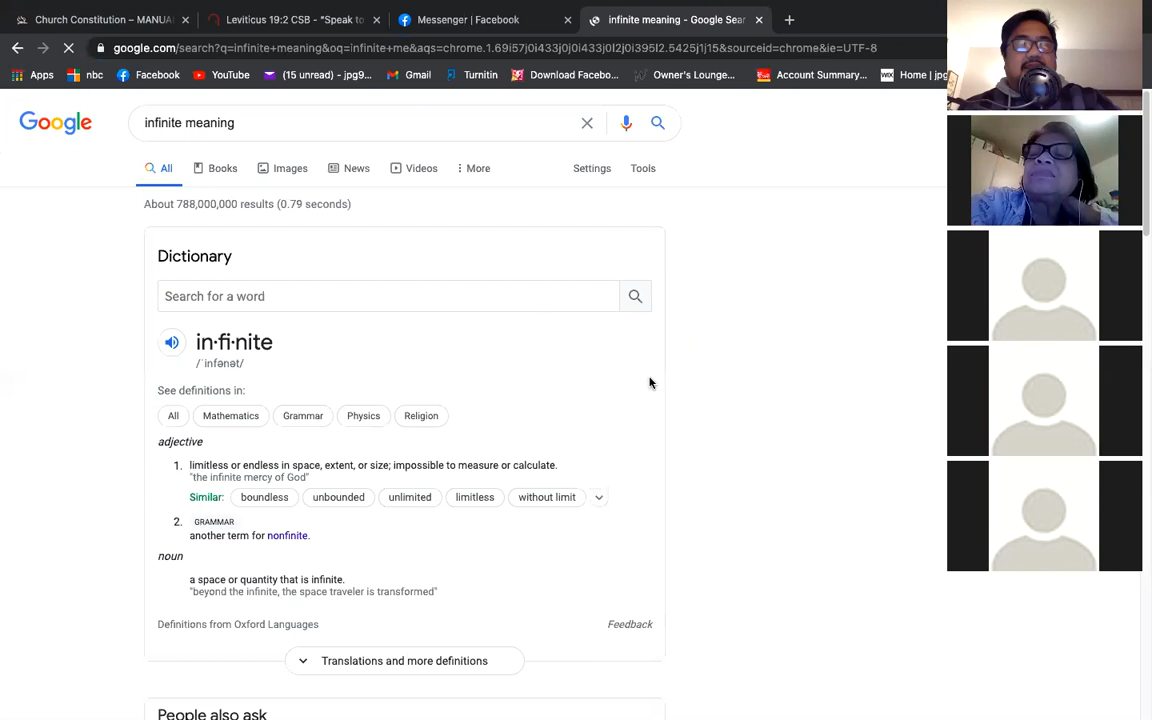 Church Constitution – MANUA
Leviticus 19:2 CSB - "Speak to
Messenger | Facebook
infinite meaning - Google Sear
google.com/search?q=infinite+meaning&oq=infinite+me&aqs=chrome.1.69i57j0i433j0j0i433j0l2j0i395l2.5425j1j15&sourceid=chrome&ie=UTF-8
Apps
nbc
Facebook
YouTube
(15 unread) - jpg9...
Gmail
Turnitin
Download Facebo...
Owner's Lounge...
Account Summary...
WIX
Home | jpg
Google
infinite meaning
All
Books
Images
News
Videos
More
Settings
Tools
About 788,000,000 results (0.79 seconds)
Dictionary
Search for a word
in·fi·nite
/ˈinfənət/
See definitions in:
All
Mathematics
Grammar
Physics
Religion
adjective
1. limitless or endless in space, extent, or size; impossible to measure or calculate.
"the infinite mercy of God"
Similar: boundless unbounded unlimited limitless without limit
2. GRAMMAR
another term for nonfinite.
noun
a space or quantity that is infinite.
"beyond the infinite, the space traveler is transformed"
Definitions from Oxford Languages
Feedback
Translations and more definitions
People also ask